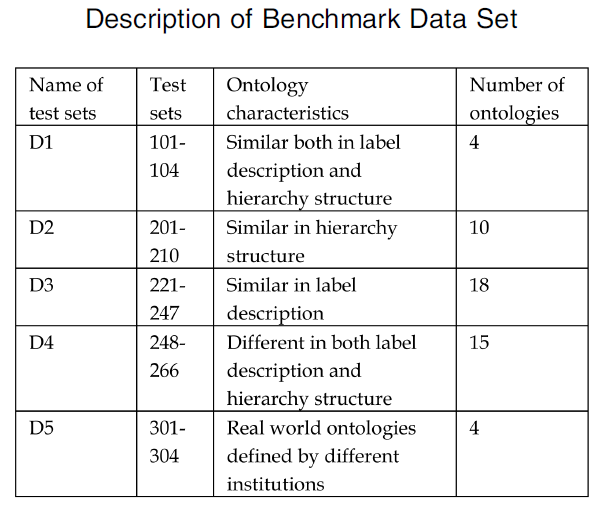 Description of Benchmark Data Set
Name of test sets | Test sets | Ontology characteristics | Number of ontologies
D1 | 101-104 | Similar both in label description and hierarchy structure | 4
D2 | 201-210 | Similar in hierarchy structure | 10
D3 | 221-247 | Similar in label description | 18
D4 | 248-266 | Different in both label description and hierarchy structure | 15
D5 | 301-304 | Real world ontologies defined by different institutions | 4